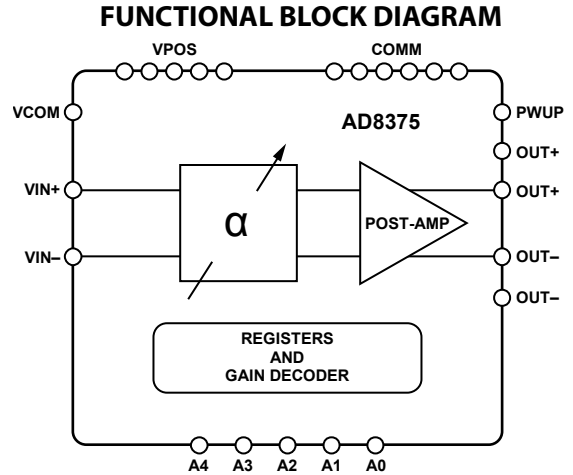 FUNCTIONAL BLOCK DIAGRAM
VPOS
COMM
VCOM
AD8375
PWUP
OUT+
VIN+
α
POST-AMP
OUT+
VIN–
OUT–
OUT–
REGISTERS
AND
GAIN DECODER
A4 A3 A2 A1 A0